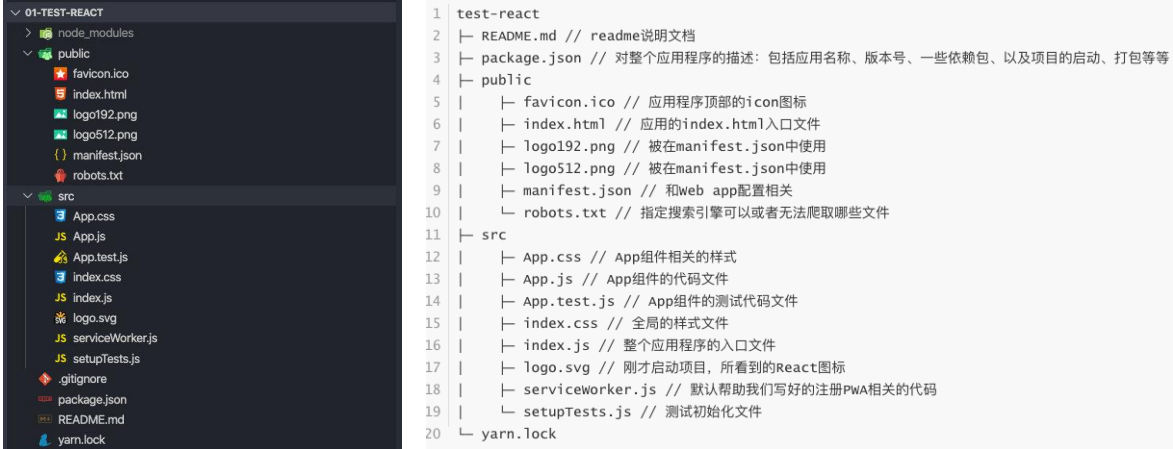 01-TEST-REACT
node_modules
public
favicon.ico
index.html
logo192.png
logo512.png
manifest.json
robots.txt
src
App.css
JS App.js
App.test.js
index.css
JS index.js
logo.svg
JS serviceWorker.js
JS setupTests.js
.gitignore
package.json
README.md
yarn.lock
1 test-react
2 ├─ README.md // readme说明文档
3 ├─ package.json // 对整个应用程序的描述：包括应用名称、版本号、一些依赖包、以及项目的启动、打包等等
4 ├─ public
5 |    ├─ favicon.ico // 应用程序顶部的icon图标
6 |    ├─ index.html // 应用的index.html入口文件
7 |    ├─ logo192.png // 被在manifest.json中使用
8 |    ├─ logo512.png // 被在manifest.json中使用
9 |    ├─ manifest.json // 和Web app配置相关
10 |    └─ robots.txt // 指定搜索引擎可以或者无法爬取哪些文件
11 ├─ src
12 |    ├─ App.css // App组件相关的样式
13 |    ├─ App.js // App组件的代码文件
14 |    ├─ App.test.js // App组件的测试代码文件
15 |    ├─ index.css // 全局的样式文件
16 |    ├─ index.js // 整个应用程序的入口文件
17 |    ├─ logo.svg // 刚才启动项目，所看到的React图标
18 |    ├─ serviceWorker.js // 默认帮助我们写好的注册PWA相关的代码
19 |    └─ setupTests.js // 测试初始化文件
20 └─ yarn.lock